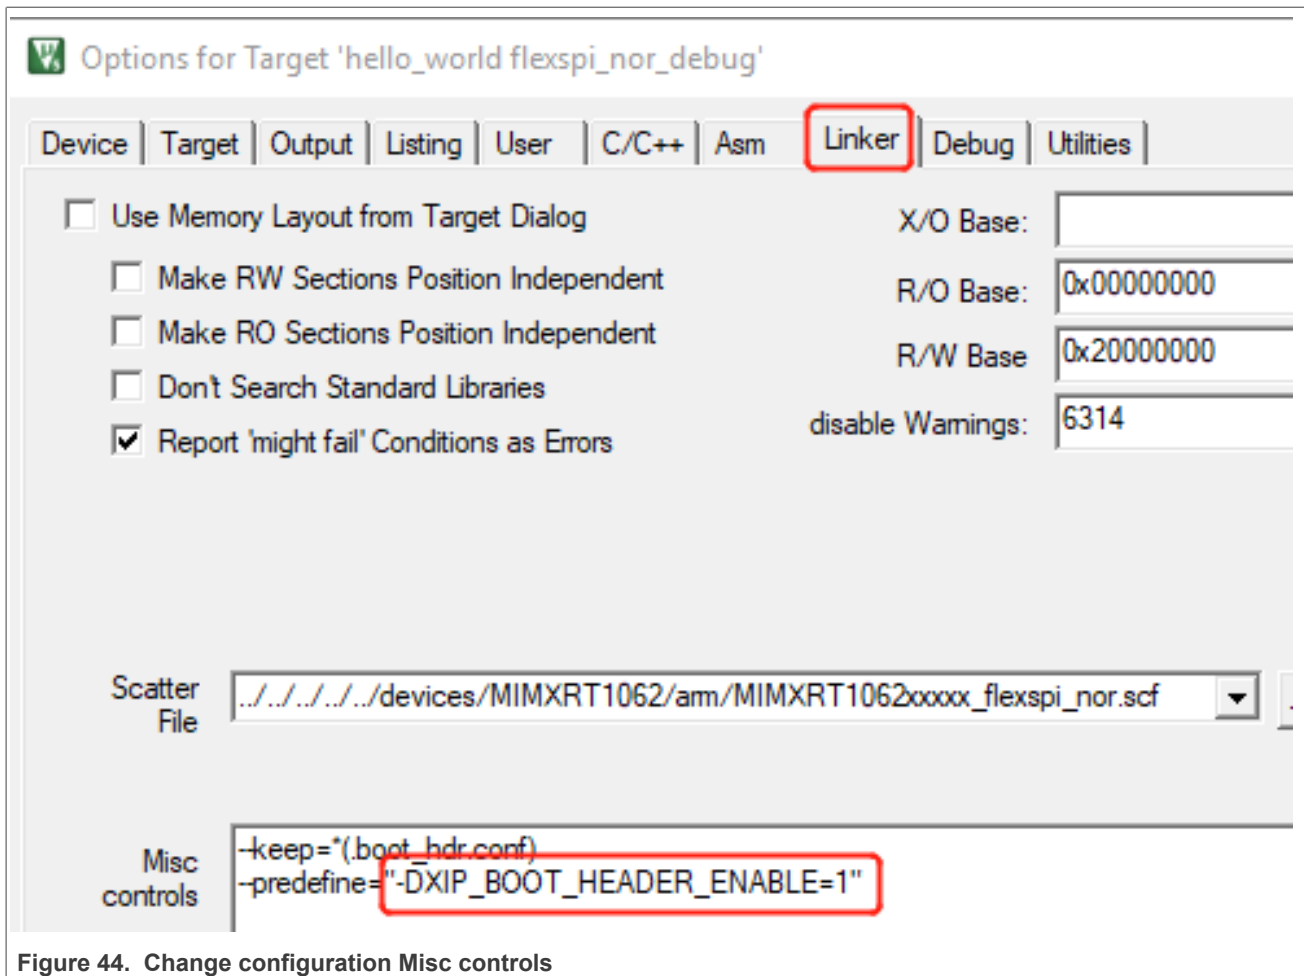 Options for Target 'hello_world flexspi_nor_debug'
Device Target Output Listing User C/C++ Asm Linker Debug Utilities
Use Memory Layout from Target Dialog
Make RW Sections Position Independent
Make RO Sections Position Independent
Don't Search Standard Libraries
Report 'might fail' Conditions as Errors
X/O Base:
R/O Base: 0x00000000
R/W Base 0x20000000
disable Warnings: 6314
Scatter
File
../../../../../devices/MIMXRT1062/arm/MIMXRT1062xxxxx_flexspi_nor.scf
Misc
controls
--keep=*(.boot_hdr.conf)
--predefine="-DXIP_BOOT_HEADER_ENABLE=1"
Figure 44. Change configuration Misc controls